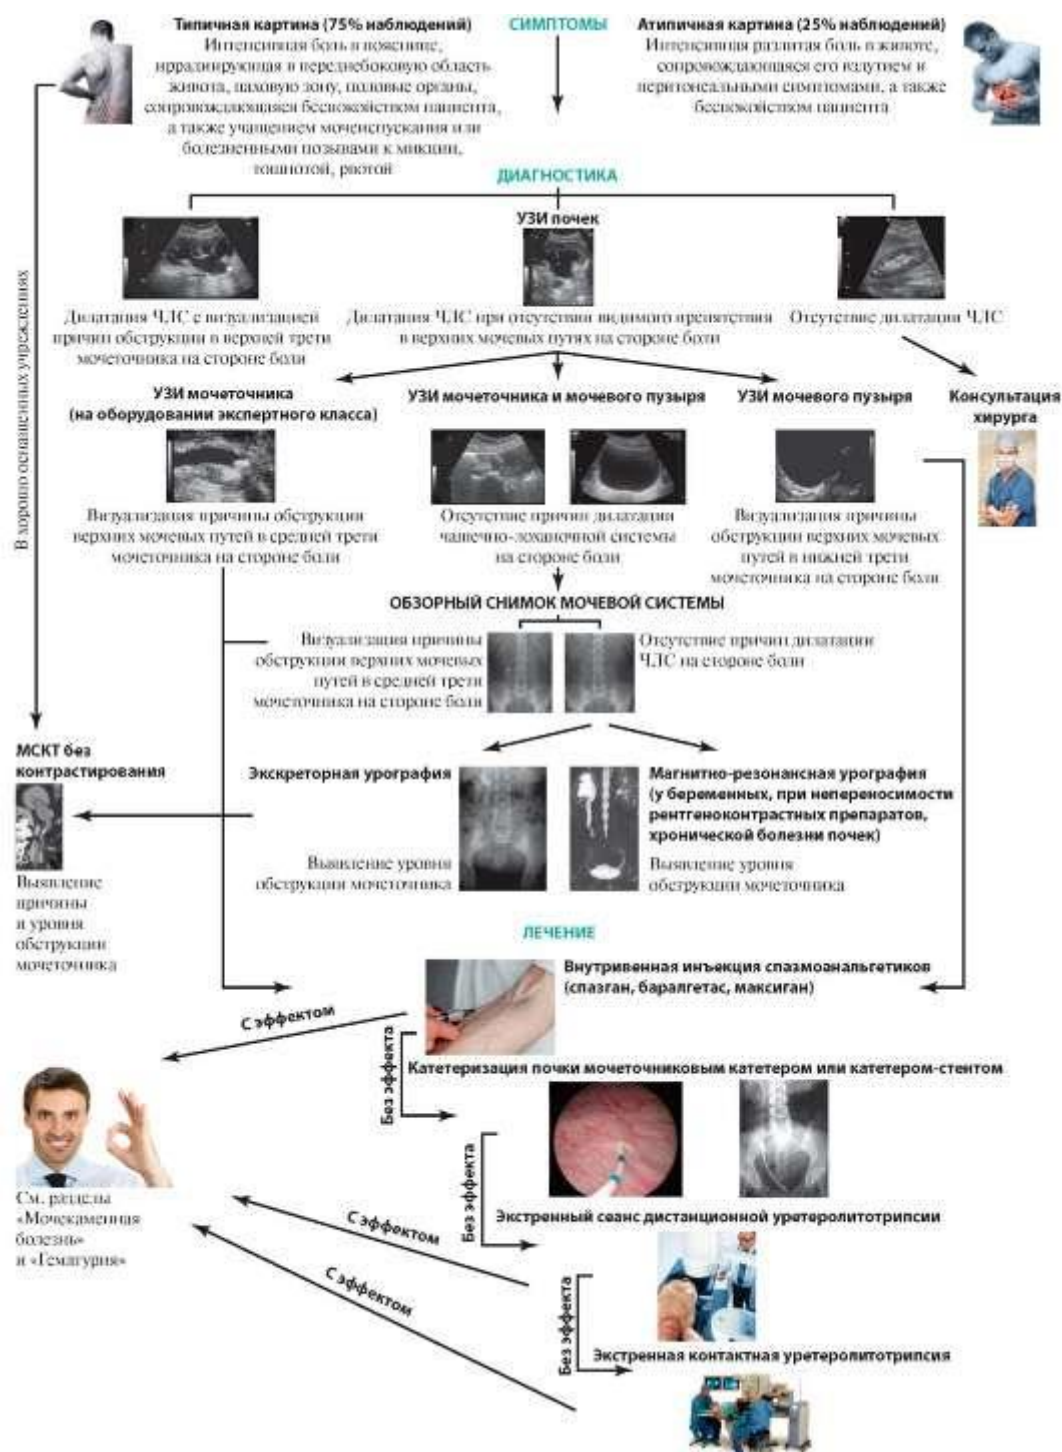 СИМПТОМЫ
Типичная картина (75% наблюдений)
Интенсивная боль в пояснице,
иррадиирующая в переднебоковую область
живота, паховую зону, половые органы,
сопровождающаяся беспокойством пациента,
а также учащением мочеиспускания или
болезненными позывами к микции,
тошнотой, рвотой
Атипичная картина (25% наблюдений)
Интенсивная разлитая боль в животе,
сопровождающаяся его вздутием и
перитонеальными симптомами, а также
беспокойством пациента
В хорошо оснащенных учреждениях
ДИАГНОСТИКА
УЗИ почек
Дилатация ЧЛС с визуализацией
причин обструкции в верхней трети
мочеточника на стороне боли
Дилатация ЧЛС при отсутствии видимого препятствия
в верхних мочевых путях на стороне боли
Отсутствие дилатации ЧЛС
УЗИ мочеточника
(на оборудовании экспертного класса)
УЗИ мочеточника и мочевого пузыря
УЗИ мочевого пузыря
Консультация
хирурга
Визуализация причины обструкции
верхних мочевых путей в средней трети
мочеточника на стороне боли
Отсутствие причин дилатации
чашечно-лоханочной системы
на стороне боли
Визуализация причины
обструкции верхних мочевых
путей в нижней трети
мочеточника на стороне боли
ОБЗОРНЫЙ СНИМОК МОЧЕВОЙ СИСТЕМЫ
Визуализация причины
обструкции верхних мочевых
путей в средней трети
мочеточника на стороне боли
Отсутствие причин дилатации
ЧЛС на стороне боли
МСКТ без
контрастирования
Выявление
причины
и уровня
обструкции
мочеточника
Экскреторная урография
Выявление уровня
обструкции мочеточника
Магнитно-резонансная урография
(у беременных, при непереносимости
рентгеноконтрастных препаратов,
хронической болезни почек)
Выявление уровня
обструкции мочеточника
ЛЕЧЕНИЕ
Внутривенная инъекция спазмоанальгетиков
(спазган, баралгетас, максиган)
С эффектом
Без эффекта
Катетеризация почки мочеточниковым катетером или катетером-стентом
Без эффекта
Экстренный сеанс дистанционной уретеролитотрипсии
С эффектом
Без эффекта
Экстренная контактная уретеролитотрипсия
С эффектом
См. разделы
«Мочекаменная
болезнь»
и «Гематурия»